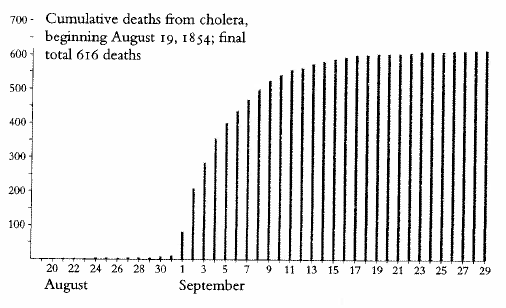 700
Cumulative deaths from cholera,
beginning August 19, 1854; final
total 616 deaths
600
500
400
300
200
100
20 22 24 26 28 30 1 3 5 7 9 11 13 15 17 19 21 23 25 27 29
August September